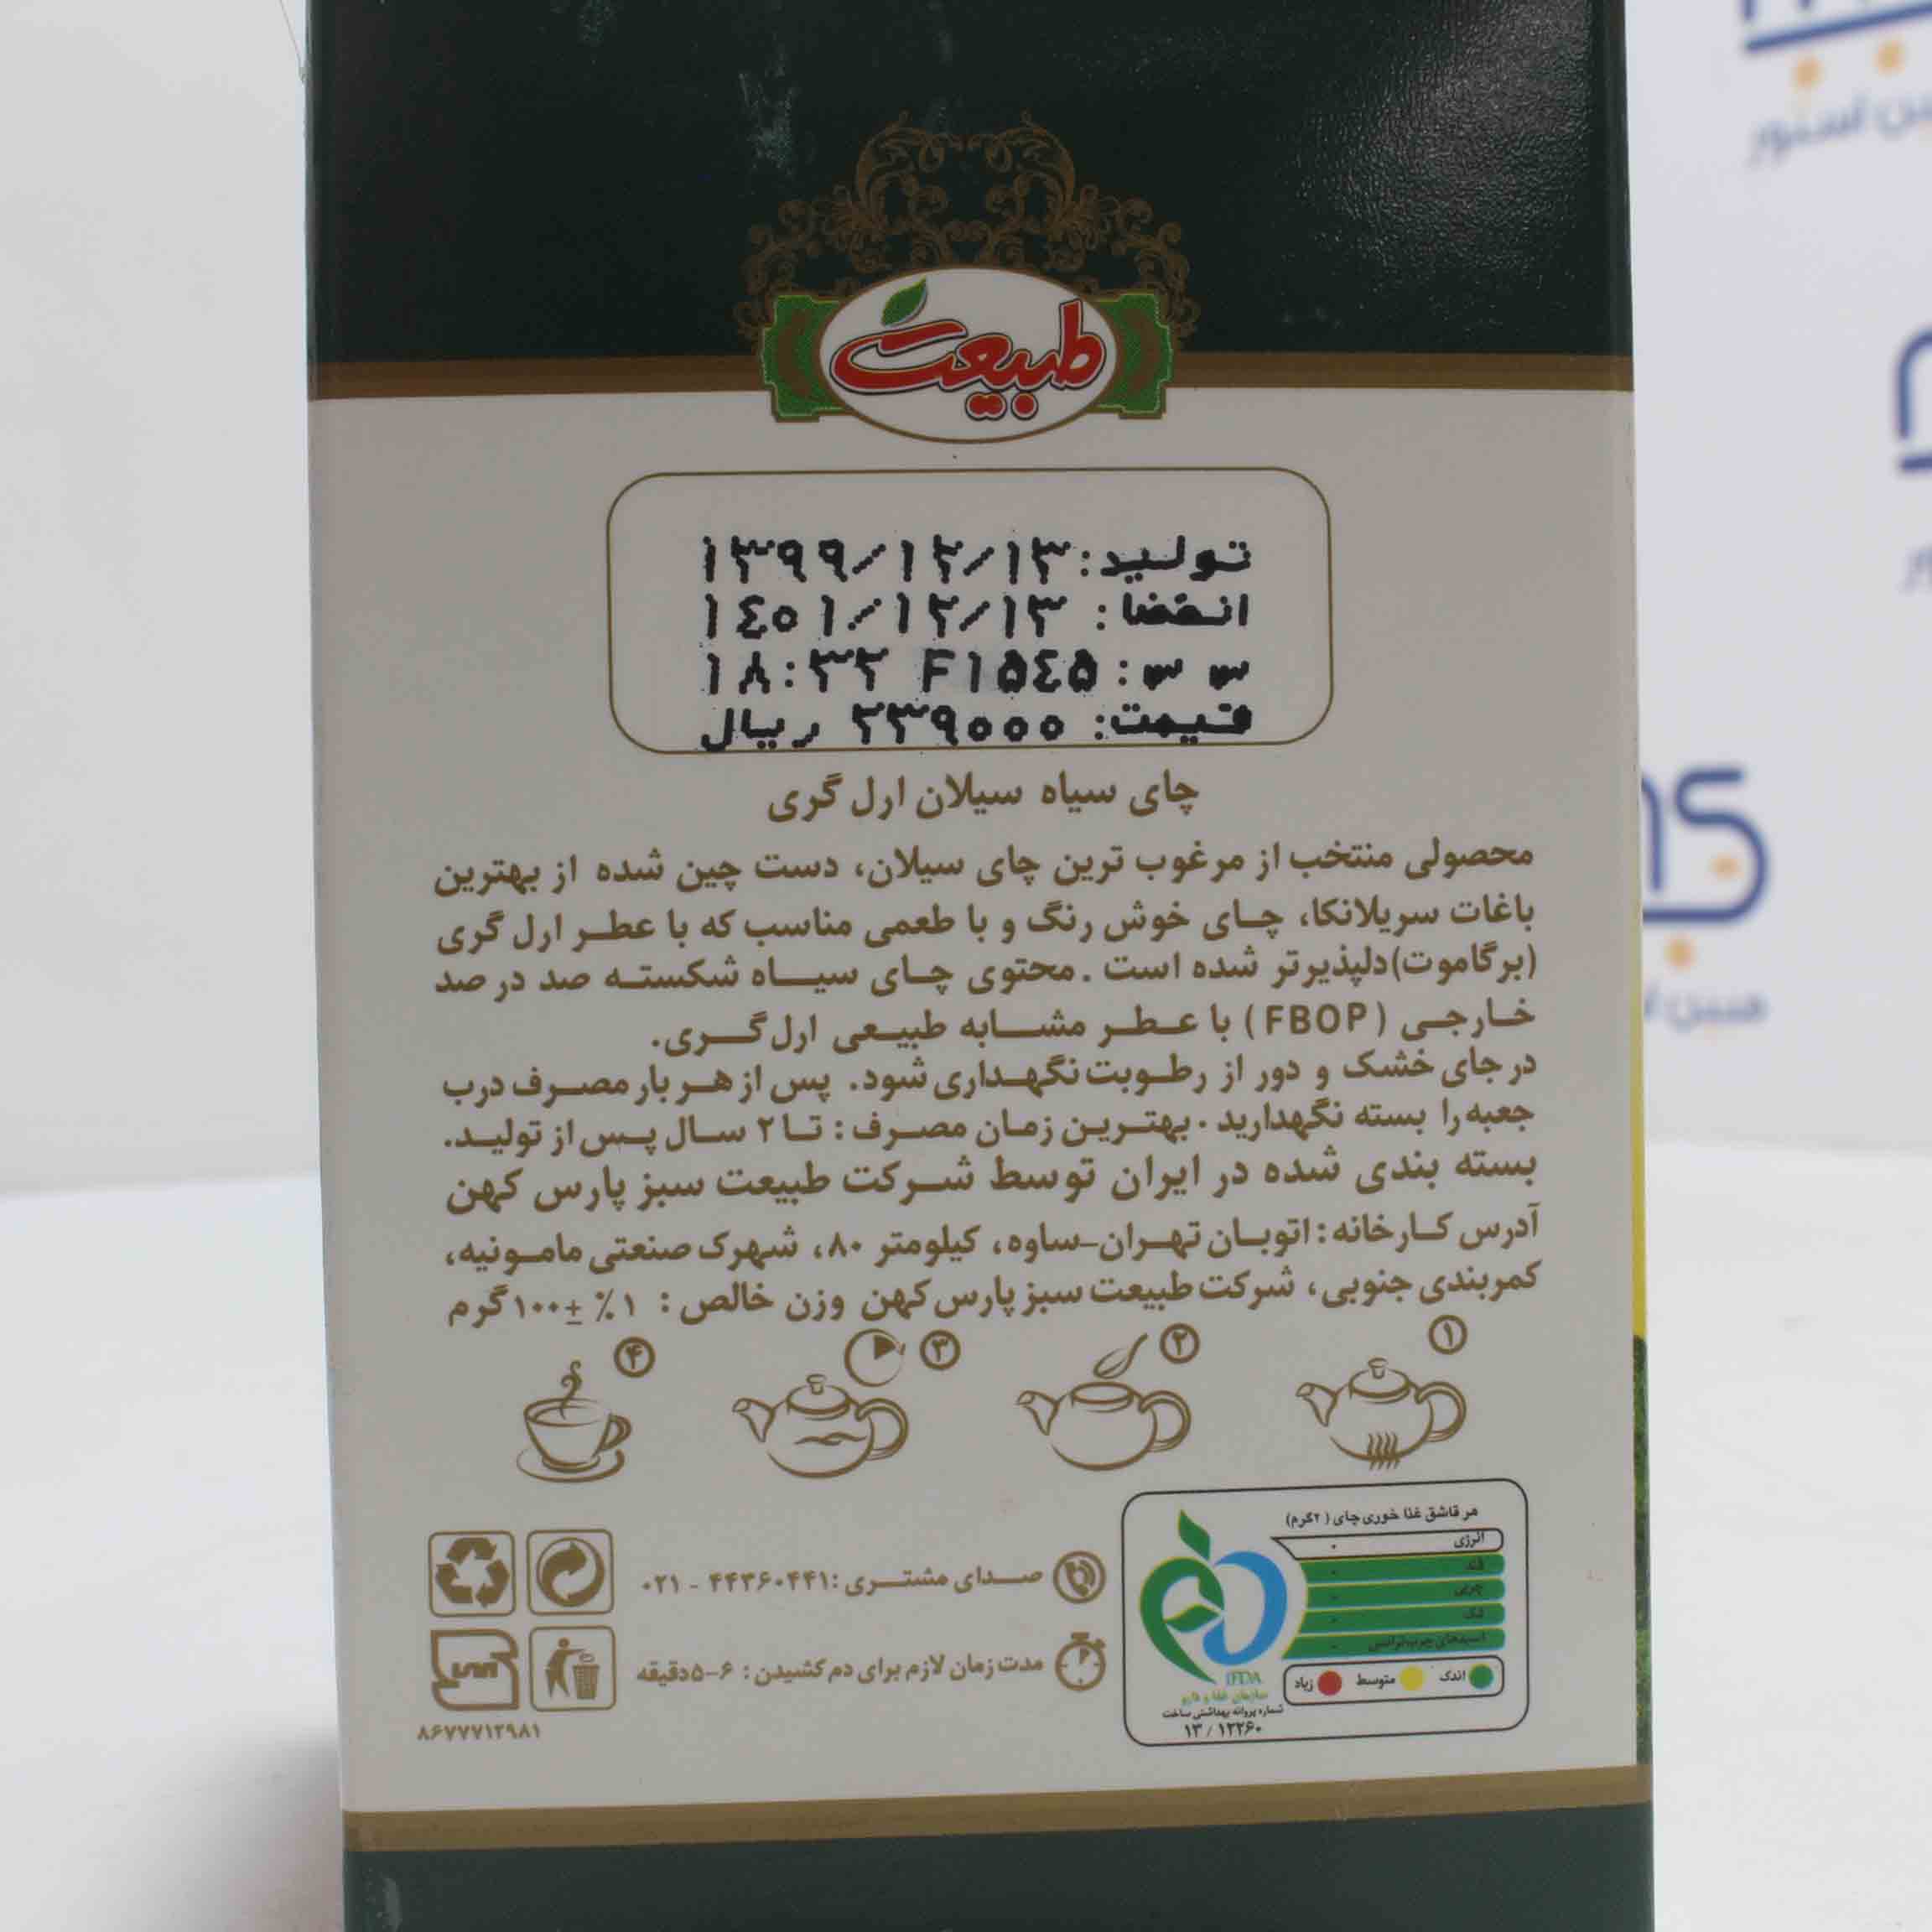 طبیعت
تولید: ۱۳۹۹/۱۲/۱۳
انقضا: ۱۴۰۱/۱۲/۱۳
س س: F۱۵۴۵ ۱۸:۳۲
قیمت: ۲۳۹۰۰۰ ریال
چای سیاه سیلان ارل گری
محصولی منتخب از مرغوب ترین چای سیلان، دست چین شده از بهترین
باغات سریلانکا، چای خوش رنگ و با طعمی مناسب که با عطر ارل گری
(برگاموت)دلپذیرتر شده است . محتوی چای سیاه شکسته صد در صد
خارجی (FBOP) با عطر مشابه طبیعی ارل گری.
در جای خشک و دور از رطوبت نگهداری شود. پس از هر بار مصرف درب
جعبه را بسته نگهدارید . بهترین زمان مصرف : تا ۲ سال پس از تولید.
بسته بندی شده در ایران توسط شرکت طبیعت سبز پارس کهن
آدرس کارخانه : اتوبان تهران-ساوه، کیلومتر ۸۰، شهرک صنعتی مامونیه،
کمربندی جنوبی، شرکت طبیعت سبز پارس کهن وزن خالص : ۱ % ± ۱۰۰ گرم
۱
۲
۳
۴
هر قاشق غذا خوری چای ( ۲گرم)
انرژی
قند
چربی
نمک
اسیدهای چرب ترانس
اندک متوسط زیاد
IFDA
سازمان غذا و دارو
شماره پروانه بهداشتی ساخت
۱۳ / ۱۲۲۶۰
صدای مشتری : ۴۴۳۶۰۴۴۱ - ۰۲۱
مدت زمان لازم برای دم کشیدن : ۶-۵ دقیقه
۸۶۷۷۷۱۲۹۸۱
ns
مبین
ین استور